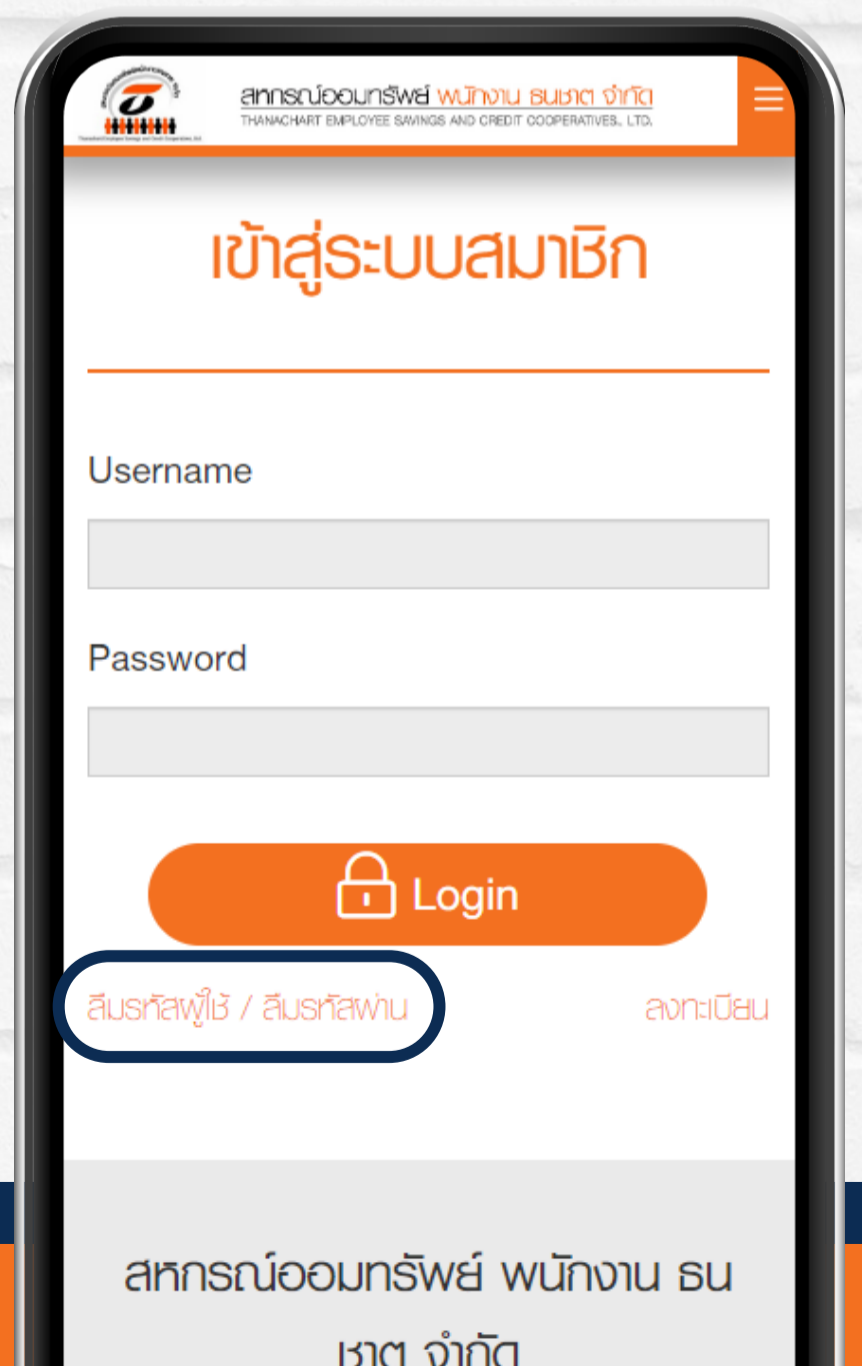 สหกรณ์ออมทรัพย์ พนักงาน ธนชาต จำกัด
THANACHART EMPLOYEE SAVINGS AND CREDIT COOPERATIVES., LTD.
เข้าสู่ระบบสมาชิก
Username
Password
Login
ลืมรหัสผู้ใช้ / ลืมรหัสผ่าน
ลงทะเบียน
สหกรณ์ออมทรัพย์ พนักงาน ธน
ชาต จำกัด